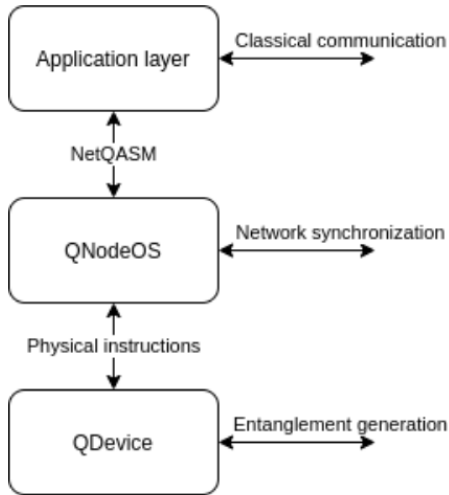 Application layer
Classical communication
NetQASM
QNodeOS
Network synchronization
Physical instructions
QDevice
Entanglement generation